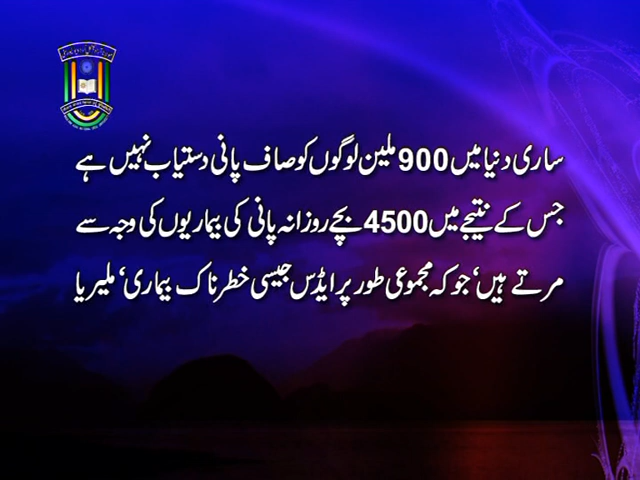 ساری دنیا میں 900 ملین لوگوں کو صاف پانی دستیاب نہیں ہے
جس کے نتیجے میں 4500 بچے روزانہ پانی کی بیماریوں کی وجہ سے
مرتے ہیں‘ جو کہ مجموعی طور پر ایڈس جیسی خطرناک بیماری‘ ملیریا